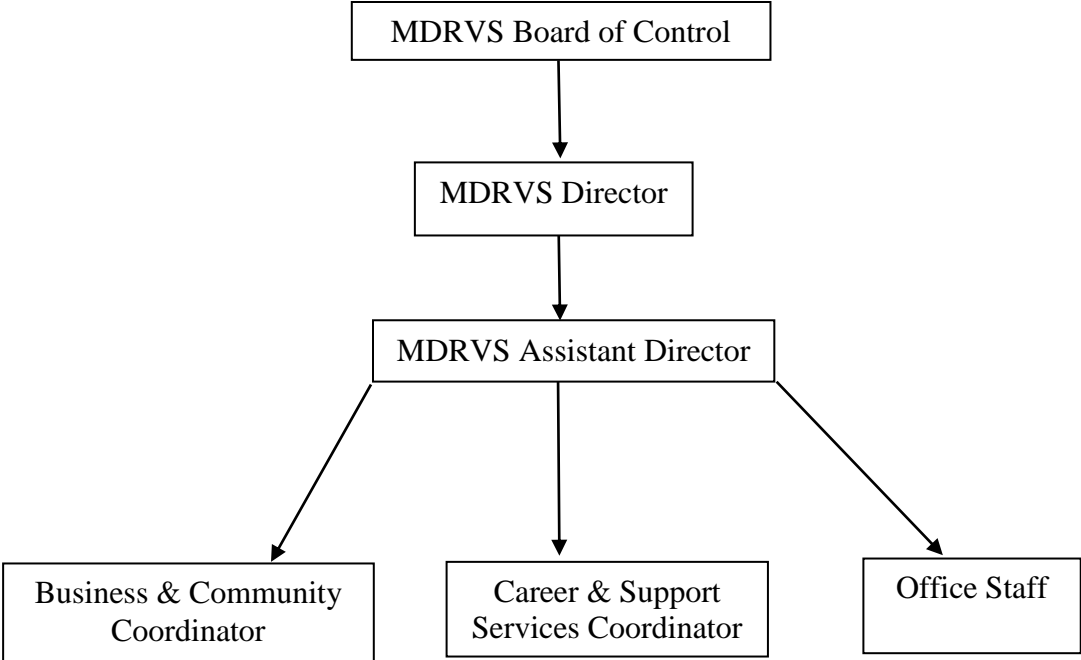 MDRVS Board of Control
MDRVS Director
MDRVS Assistant Director
Business & Community
Coordinator
Career & Support
Services Coordinator
Office Staff